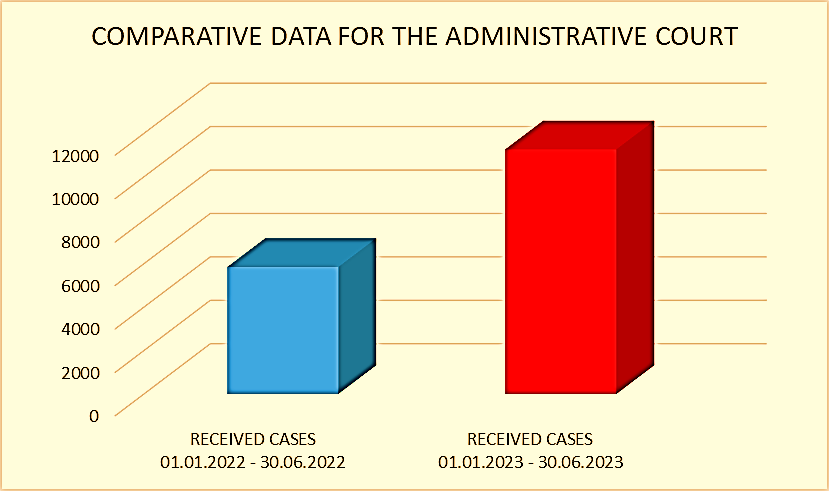 COMPARATIVE DATA FOR THE ADMINISTRATIVE COURT
12000
10000
8000
6000
4000
2000
0
RECEIVED CASES
01.01.2022 - 30.06.2022
RECEIVED CASES
01.01.2023 - 30.06.2023